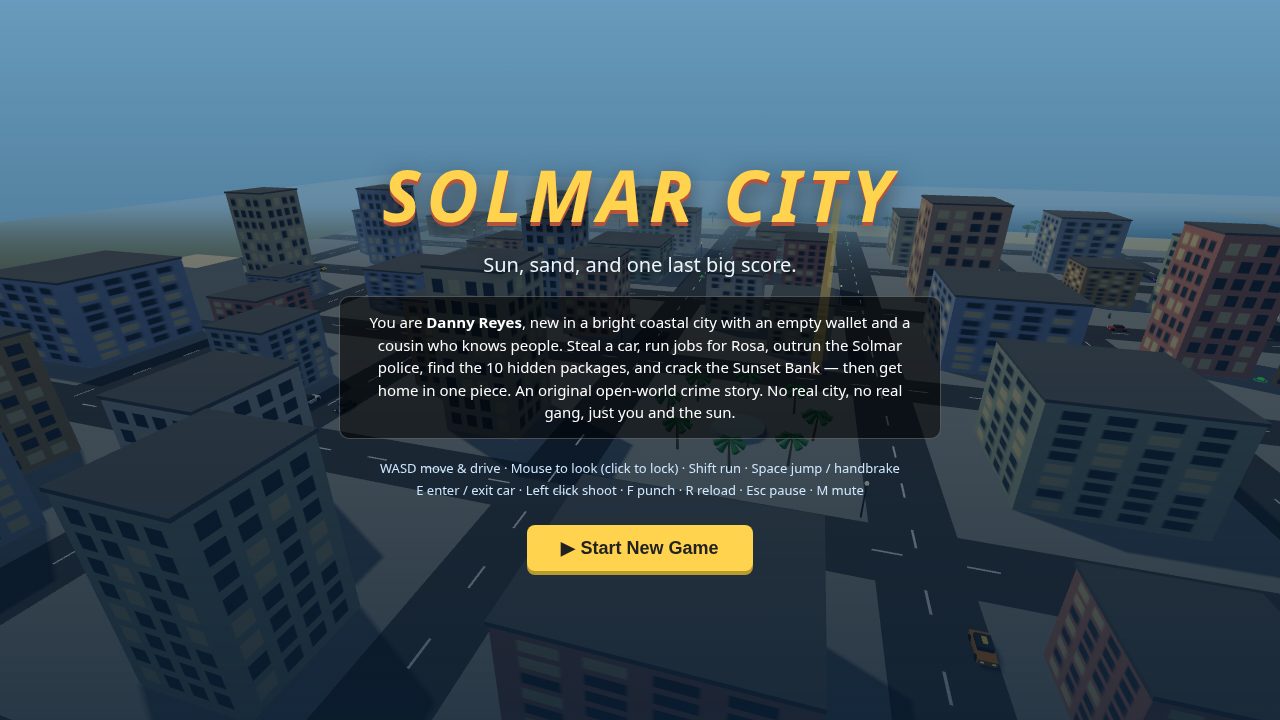 SOLMAR CITY
Sun, sand, and one last big score.
You are Danny Reyes, new in a bright coastal city with an empty wallet and a
cousin who knows people. Steal a car, run jobs for Rosa, outrun the Solmar
police, find the 10 hidden packages, and crack the Sunset Bank — then get
home in one piece. An original open-world crime story. No real city, no real
gang, just you and the sun.
WASD move & drive · Mouse to look (click to lock) · Shift run · Space jump / handbrake
E enter / exit car · Left click shoot · F punch · R reload · Esc pause · M mute
▶ Start New Game